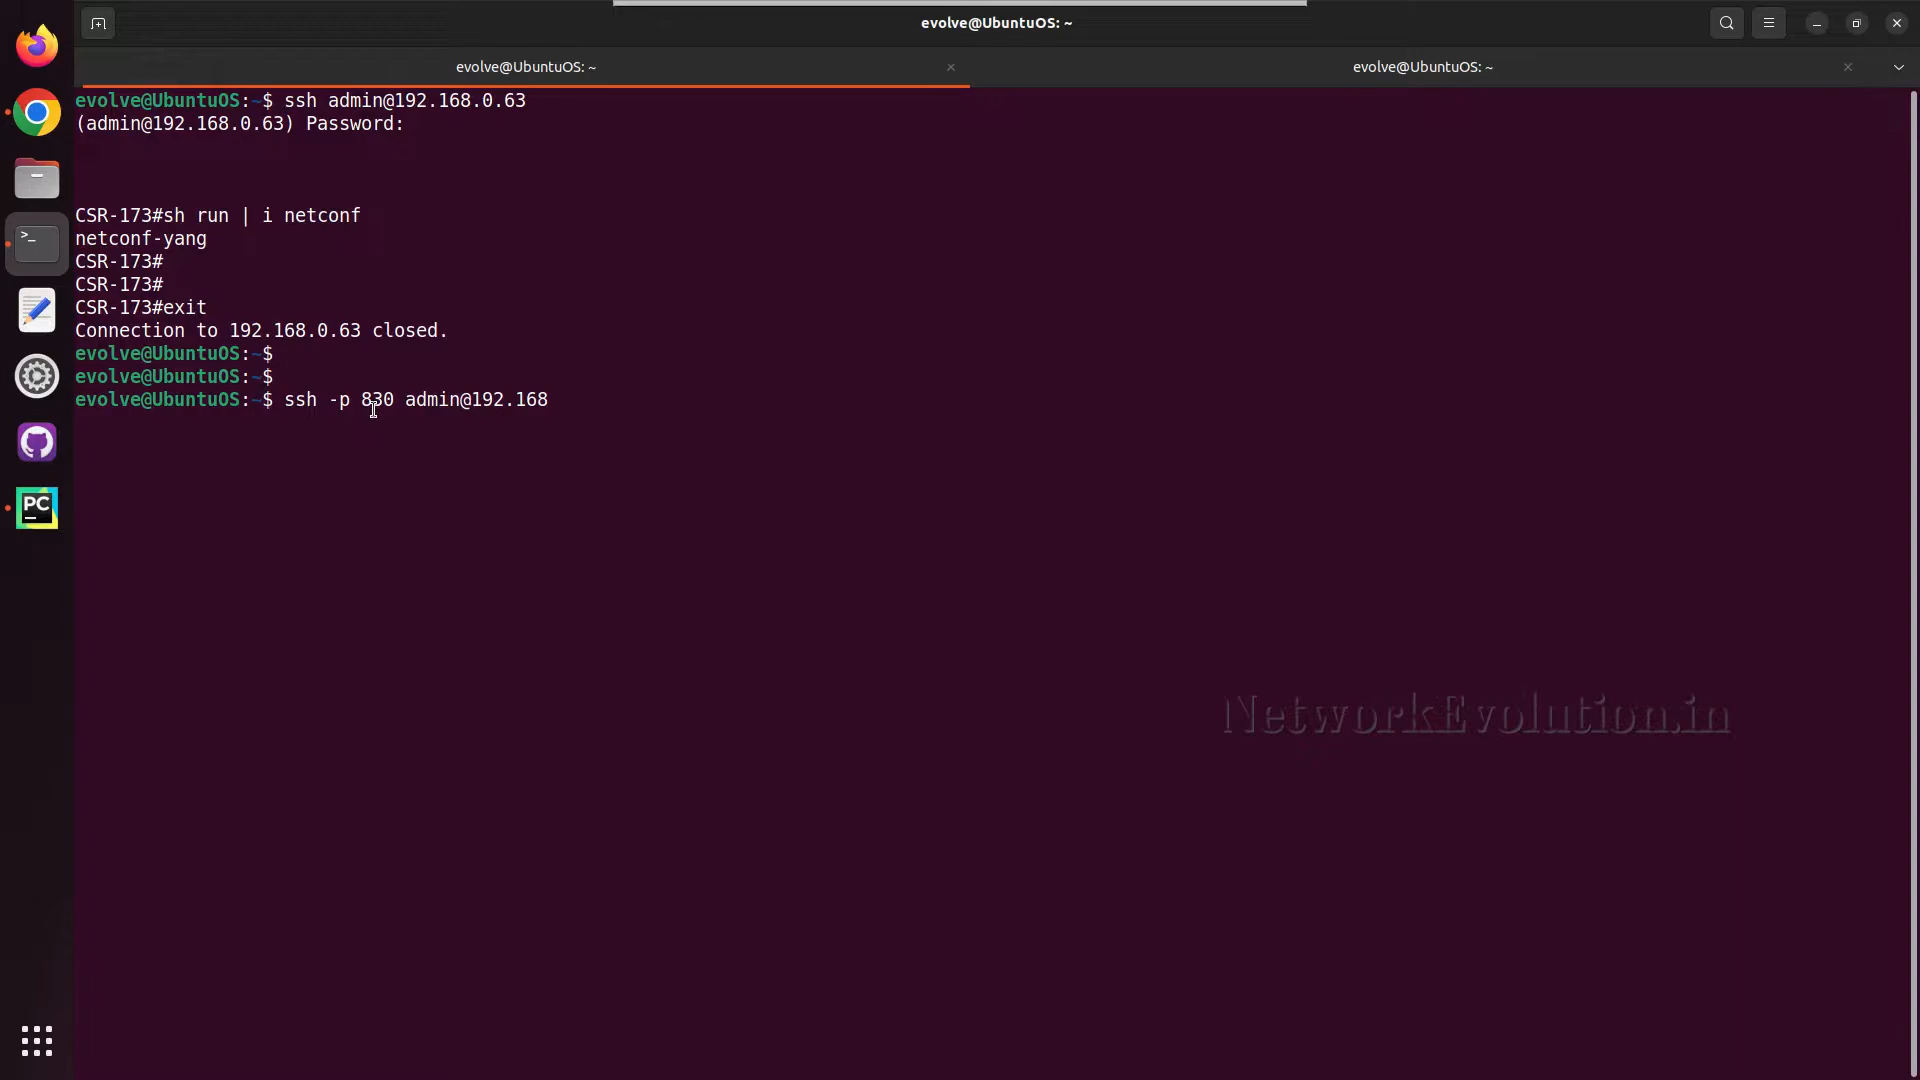 evolve@UbuntuOS: ~
evolve@UbuntuOS: ~
evolve@UbuntuOS: ~
evolve@UbuntuOS:~$ ssh admin@192.168.0.63
(admin@192.168.0.63) Password:
CSR-173#sh run | i netconf
netconf-yang
CSR-173#
CSR-173#
CSR-173#exit
Connection to 192.168.0.63 closed.
evolve@UbuntuOS:~$
evolve@UbuntuOS:~$
evolve@UbuntuOS:~$ ssh -p 830 admin@192.168
PC
NetworkEvolution.in